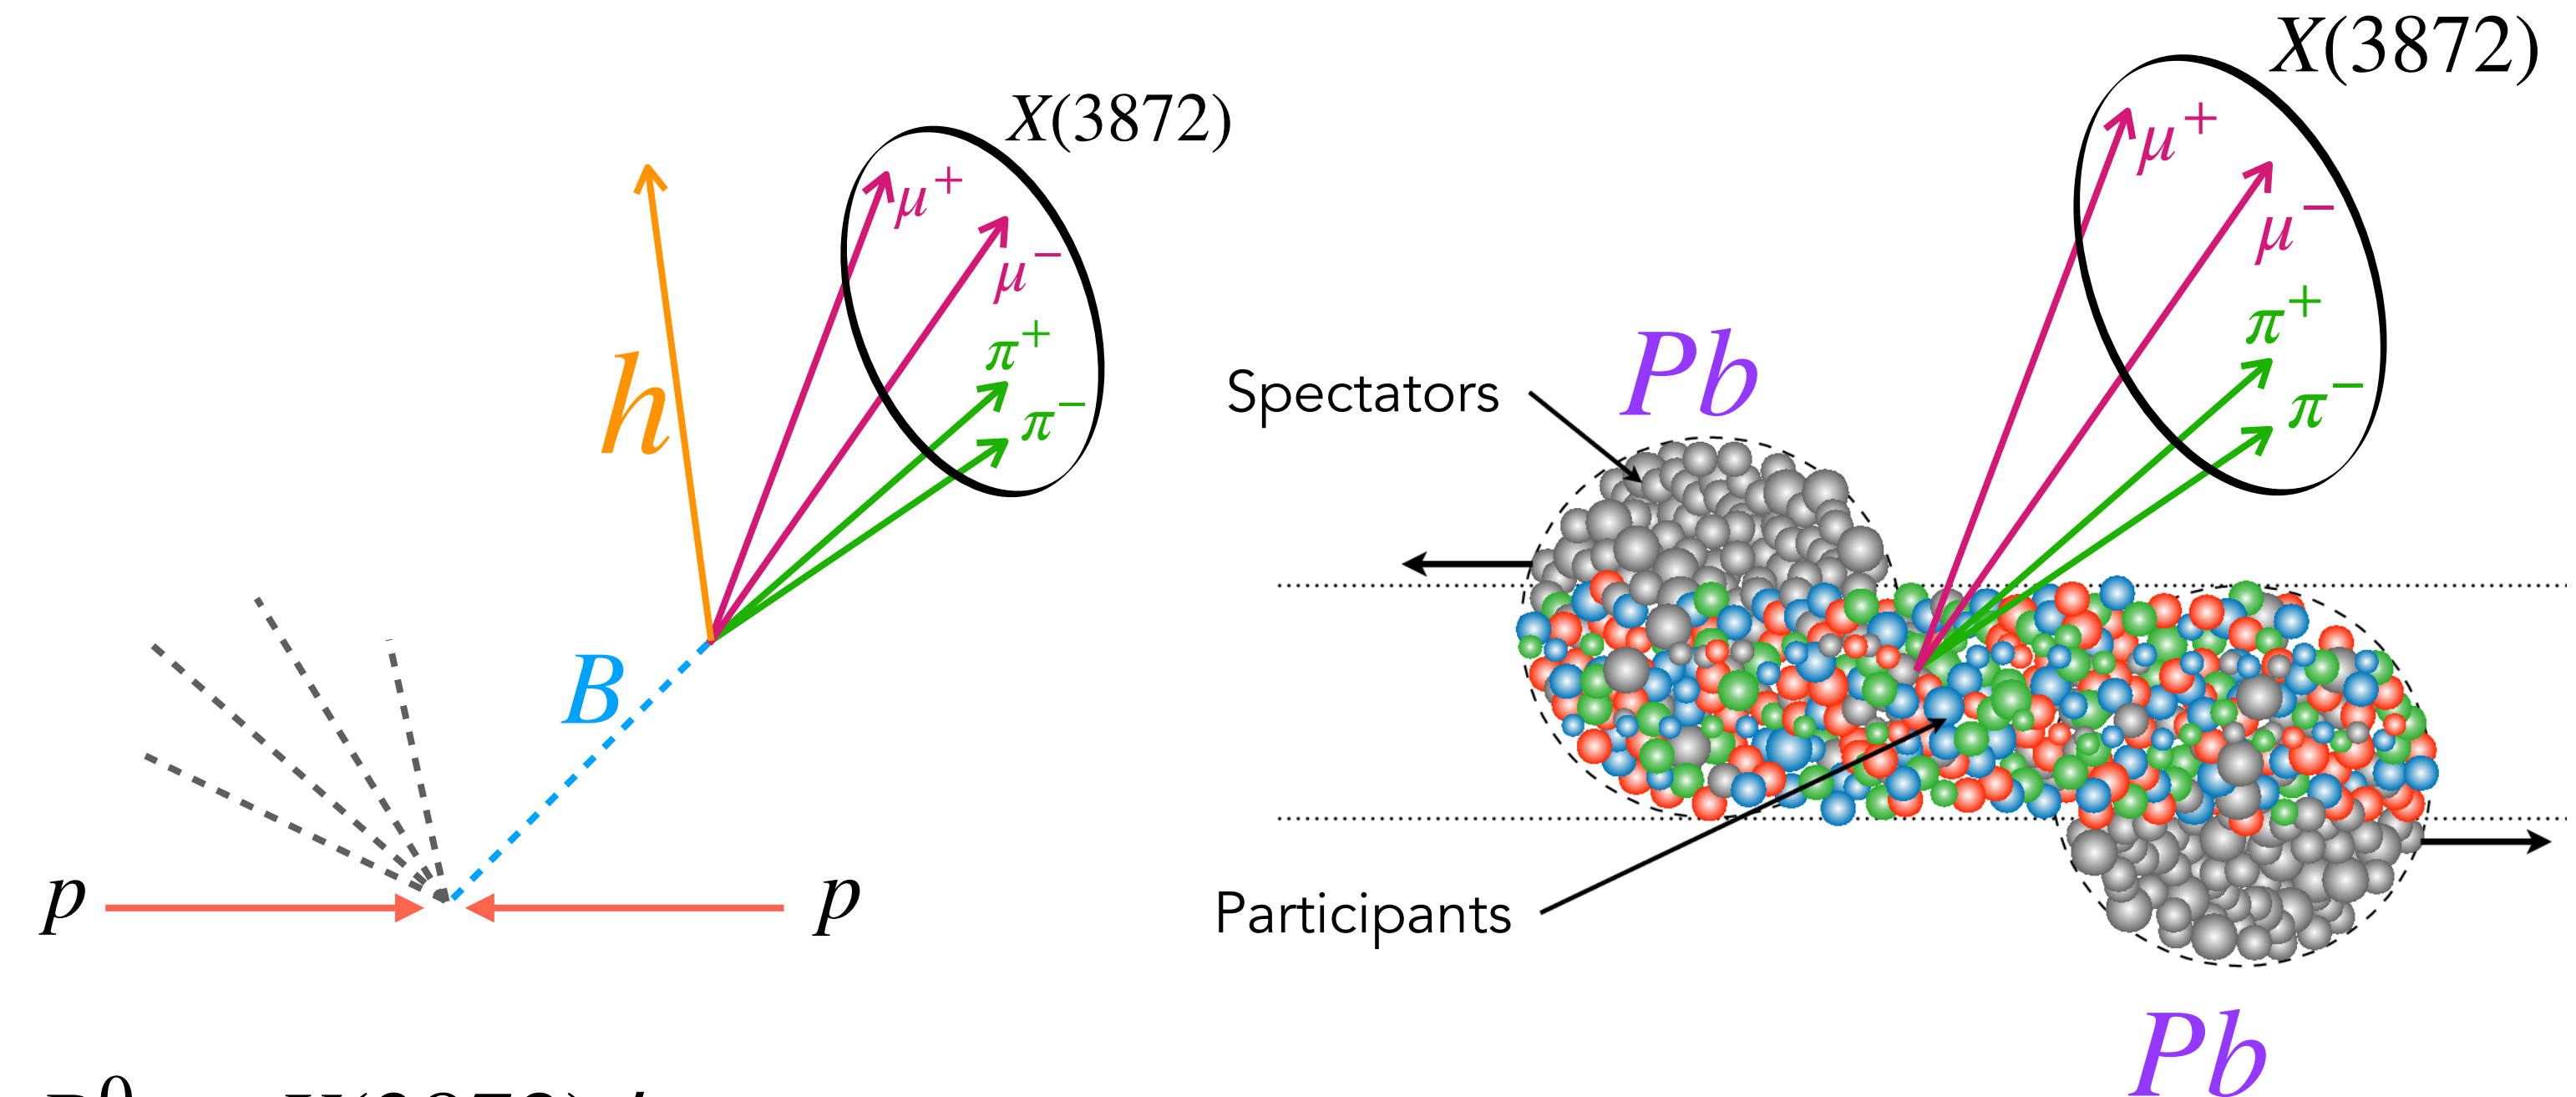 X(3872)
μ+
μ−
π+
π−
h
B
p
p
X(3872)
μ+
μ−
π+
π−
Pb
Spectators
Participants
Pb